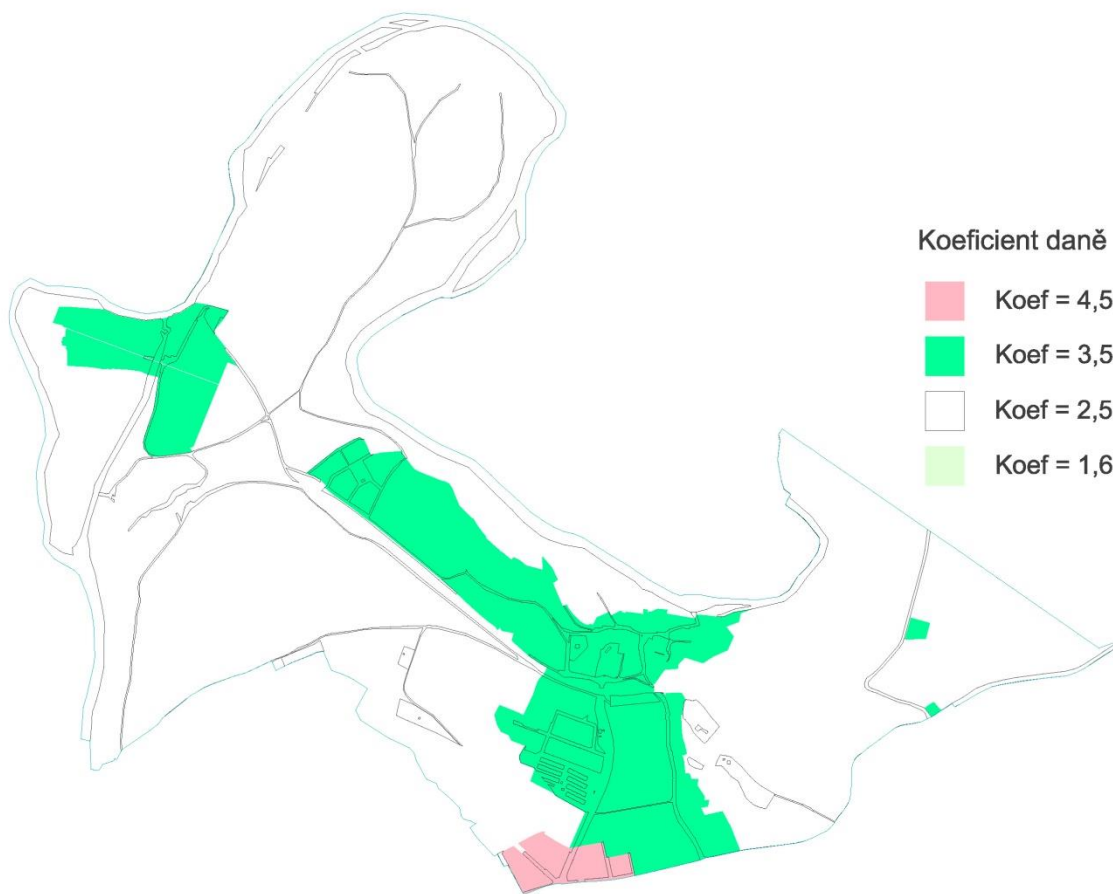 Koeficient daně
Koef = 4,5
Koef = 3,5
Koef = 2,5
Koef = 1,6